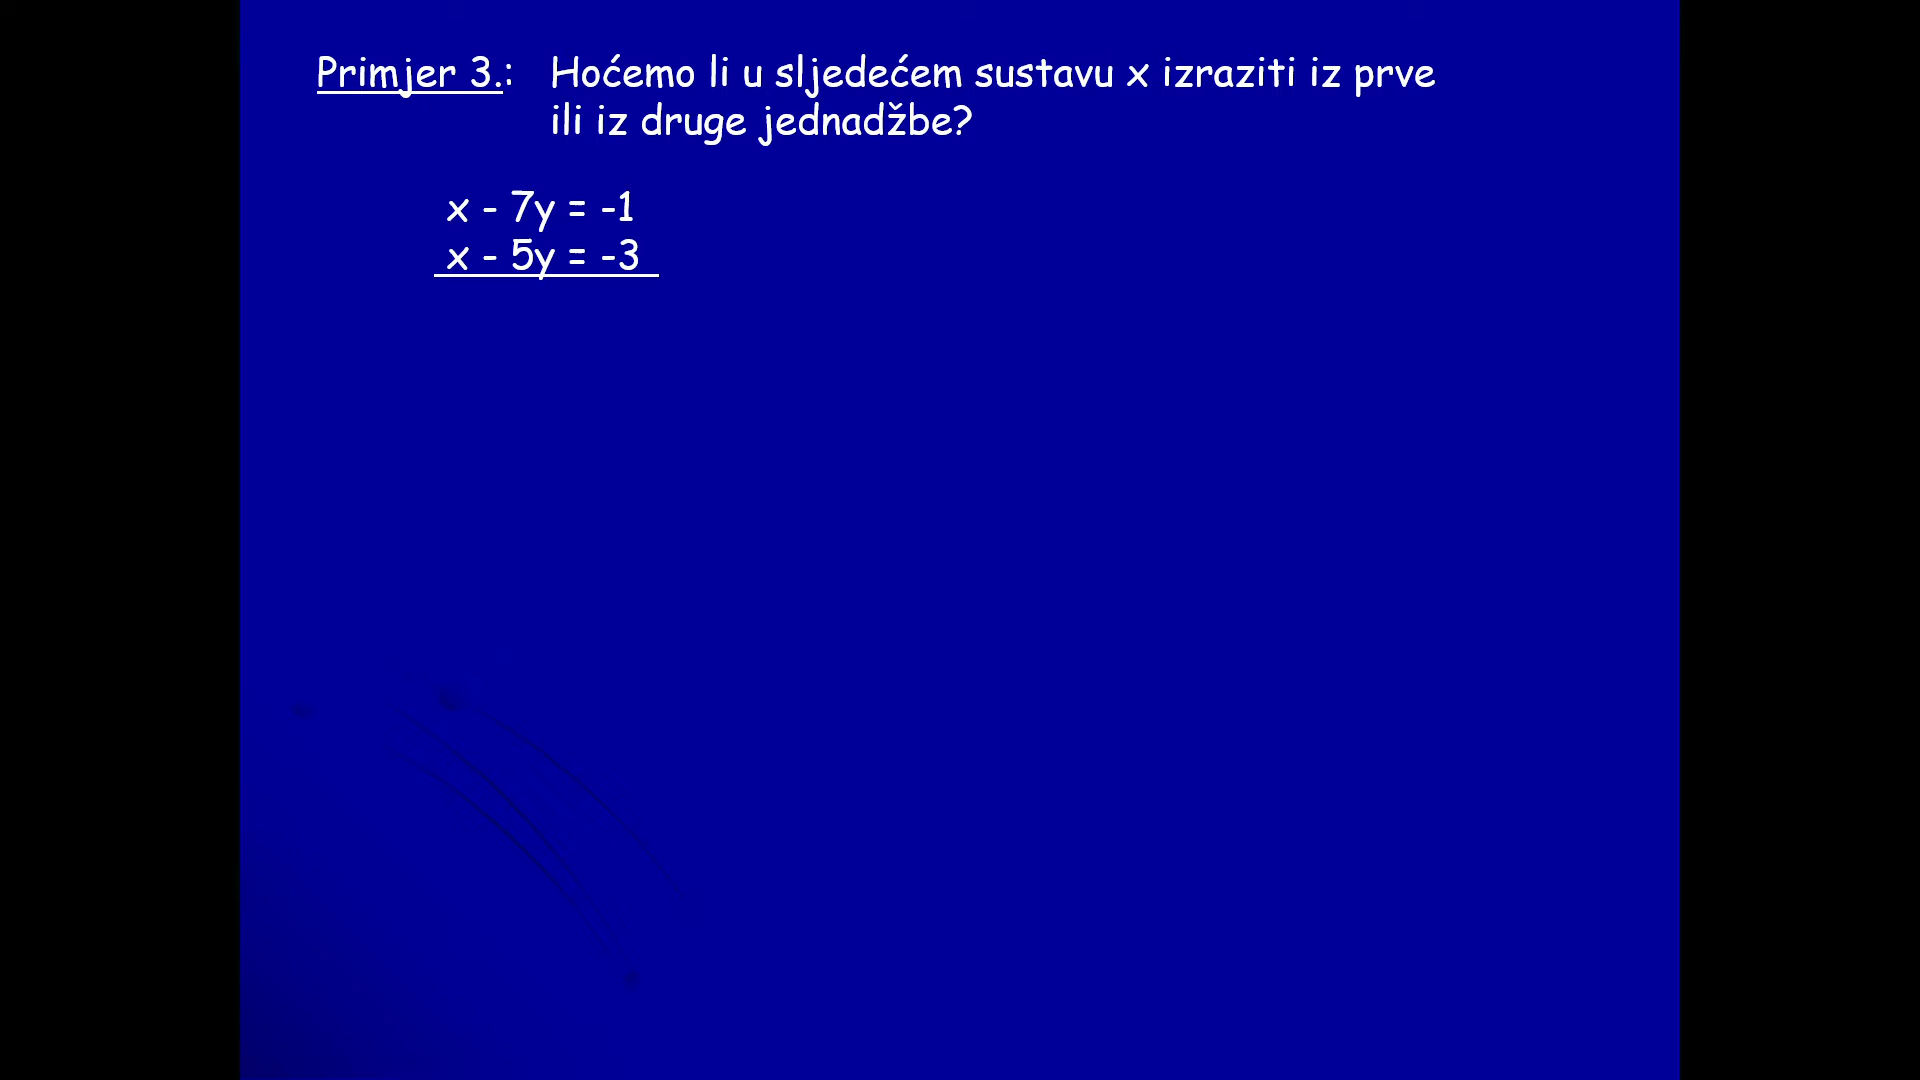 Primjer 3.: Hoćemo li u sljedećem sustavu x izraziti iz prve
ili iz druge jednadžbe?
x - 7y = -1
x - 5y = -3